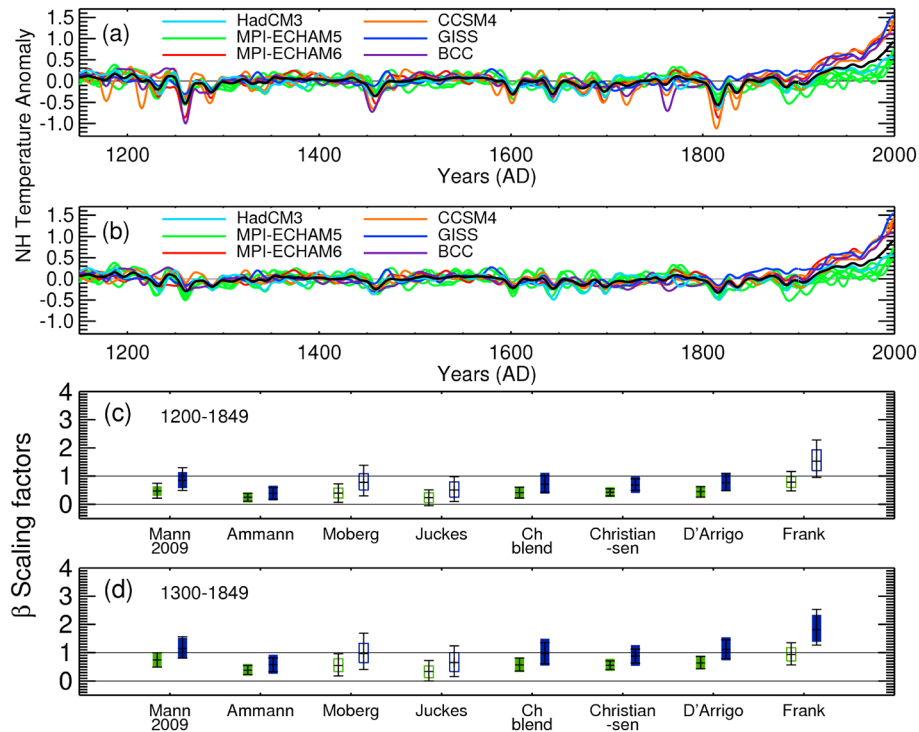 NH Temperature Anomaly
(a)
HadCM3
MPI-ECHAM5
MPI-ECHAM6
CCSM4
GISS
BCC
1.5
1.0
0.5
0.0
-0.5
-1.0
1200 1400 1600 1800 2000
Years (AD)
(b)
HadCM3
MPI-ECHAM5
MPI-ECHAM6
CCSM4
GISS
BCC
1.5
1.0
0.5
0.0
-0.5
-1.0
1200 1400 1600 1800 2000
Years (AD)
β Scaling factors
(c) 1200-1849
4
3
2
1
0
Mann Ammann Moberg Juckes Ch Christian D'Arrigo Frank
2009 blend -sen
(d) 1300-1849
4
3
2
1
0
Mann Ammann Moberg Juckes Ch Christian D'Arrigo Frank
2009 blend -sen